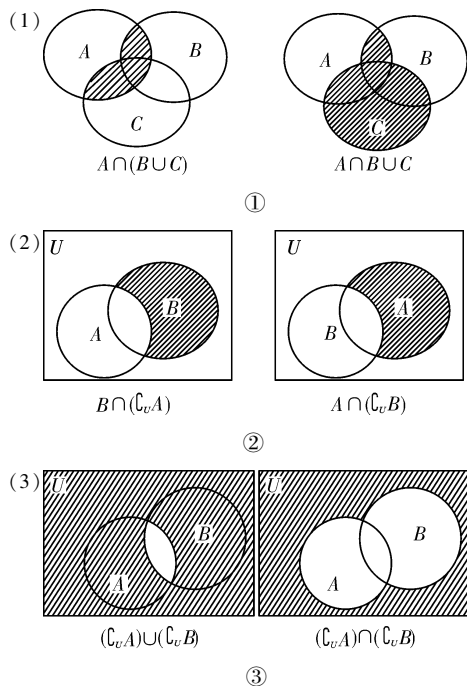 (1)
A B A B
C C
A∩(B∪C) A∩B∪C
①
(2)
U U
A B B A
B∩(∁UA) A∩(∁UB)
②
(3)
U U
B B
A A
(∁UA)∪(∁UB) (∁UA)∩(∁UB)
③